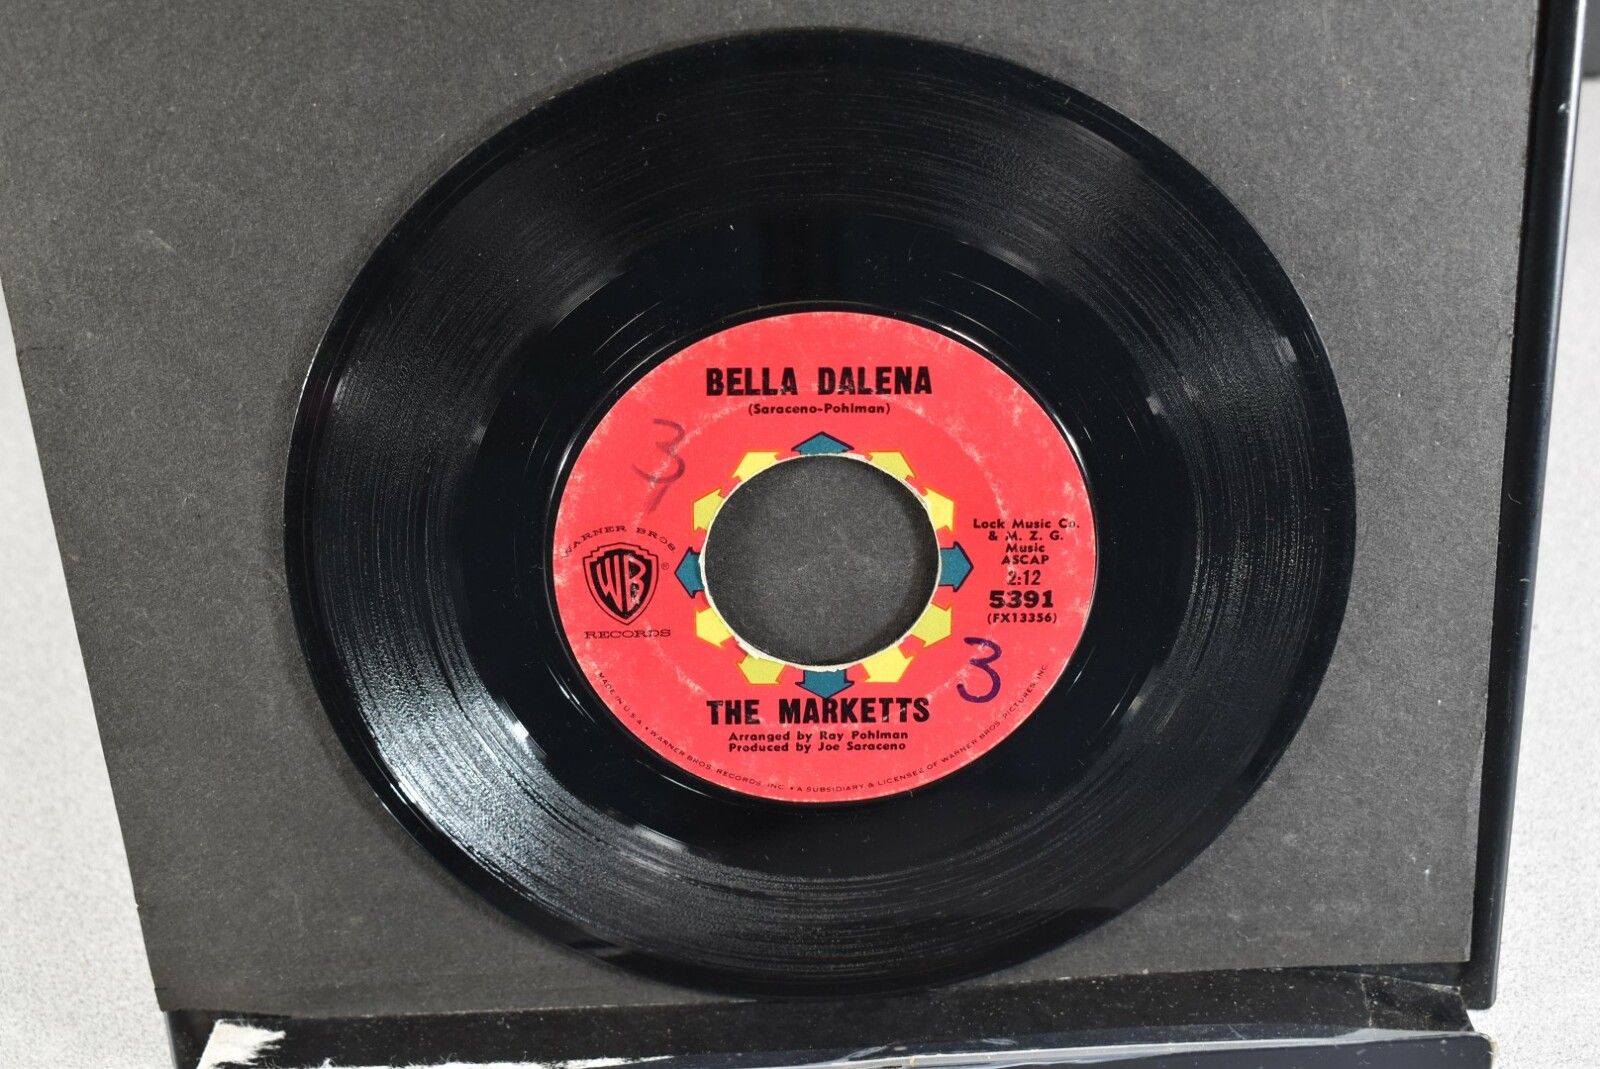 BELLA DALENA
(Saraceno-Pohlman)
3
WARNER BROS
WB
®
RECORDS
Lock Music Co.
& M. Z. G.
Music
ASCAP
2:12
5391
(FX13356)
3
THE MARKETTS
Arranged by Ray Pohlman
Produced by Joe Saraceno
MADE IN U.S.A. • WARNER BROS. RECORDS, INC. • A SUBSIDIARY & LICENSEE OF WARNER BROS. PICTURES, INC.